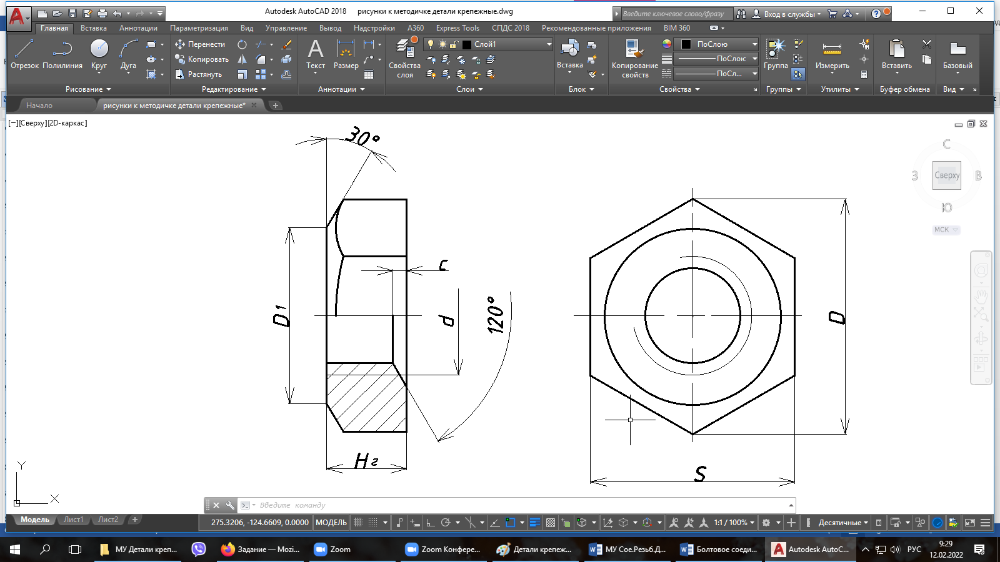 Autodesk AutoCAD 2018 рисунки к методичке детали крепежные.dwg
Введите ключевое слово/фразу
Вход в службы
Главная Вставка Аннотации Параметризация Вид Управление Вывод Надстройки A360 Express Tools СПДС 2018 Рекомендованные приложения BIM 360
Отрезок Полилиния Круг Дуга
Перенести
Копировать
Растянуть
Текст Размер
Свойства слоя
Слой1
Вставка
Копирование свойств
ПоСлою
ПоСлою
ПоСл...
Группа
Измерить
Вставить
Базовый
Рисование Редактирование Аннотации Слои Блок Свойства Группы Утилиты Буфер обмена Вид
Начало рисунки к методичке детали крепежные*
[−][Сверху][2D-каркас]
30°
С
З Сверху В
Ю
МСК
c
D1
d
120°
D
Hг
S
Y
X
Введите команду
Модель Лист1 Лист2
275.3206, -124.6609, 0.0000 МОДЕЛЬ
1:1 / 100%
Десятичные
МУ Детали креп...
Задание — Mozi...
Zoom
Zoom Конфере...
Детали крепеж...
МУ Сое.Резьб.Д...
Болтовое соеди...
Autodesk AutoC...
РУС
9:29
12.02.2022